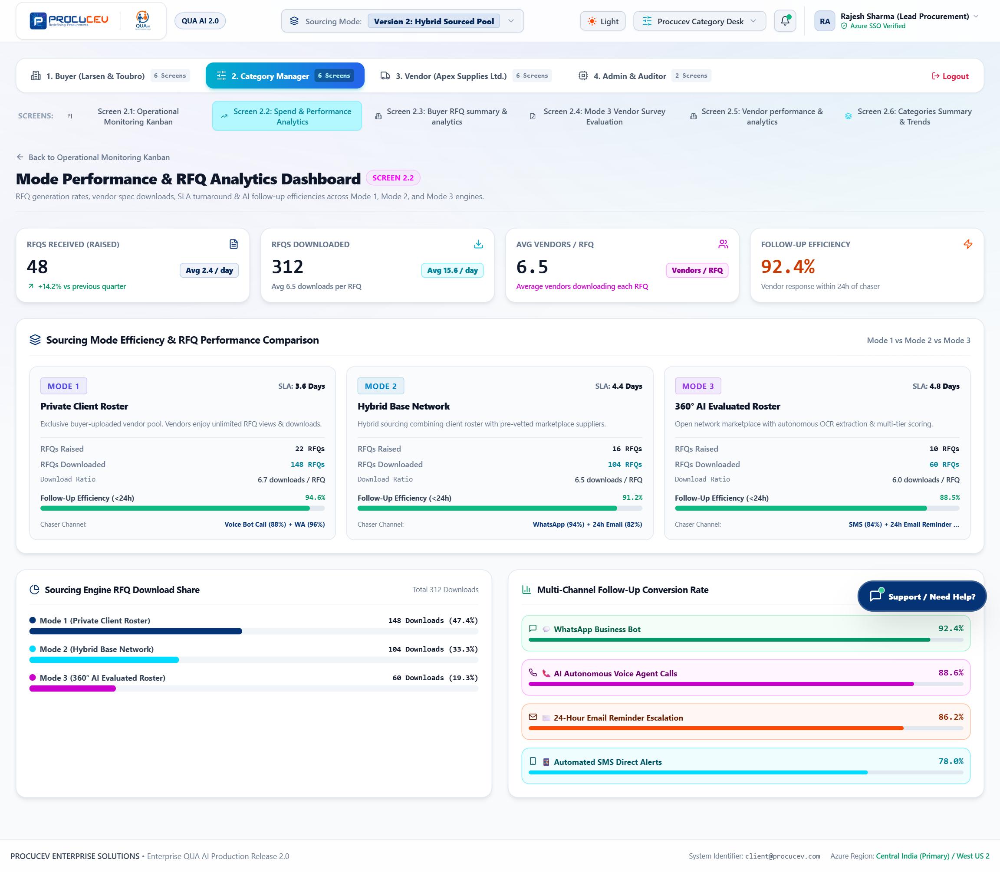 PROCUCEV
Redefining Procurement.
QUA AI
QUA AI 2.0
Sourcing Mode: Version 2: Hybrid Sourced Pool
Light
Procucev Category Desk
RA
Rajesh Sharma (Lead Procurement)
Azure SSO Verified
1. Buyer (Larsen & Toubro) 6 Screens
2. Category Manager 6 Screens
3. Vendor (Apex Supplies Ltd.) 6 Screens
4. Admin & Auditor 2 Screens
Logout
SCREENS:
Screen 2.1: Operational
Monitoring Kanban
Screen 2.2: Spend & Performance
Analytics
Screen 2.3: Buyer RFQ summary &
analytics
Screen 2.4: Mode 3 Vendor Survey
Evaluation
Screen 2.5: Vendor performance &
analytics
Screen 2.6: Categories Summary
& Trends
Back to Operational Monitoring Kanban
Mode Performance & RFQ Analytics Dashboard SCREEN 2.2
RFQ generation rates, vendor spec downloads, SLA turnaround & AI follow-up efficiencies across Mode 1, Mode 2, and Mode 3 engines.
RFQS RECEIVED (RAISED)
48
Avg 2.4 / day
+14.2% vs previous quarter
RFQS DOWNLOADED
312
Avg 15.6 / day
Avg 6.5 downloads per RFQ
AVG VENDORS / RFQ
6.5
Vendors / RFQ
Average vendors downloading each RFQ
FOLLOW-UP EFFICIENCY
92.4%
Vendor response within 24h of chaser
Sourcing Mode Efficiency & RFQ Performance Comparison
Mode 1 vs Mode 2 vs Mode 3
MODE 1
SLA: 3.6 Days
Private Client Roster
Exclusive buyer-uploaded vendor pool. Vendors enjoy unlimited RFQ views & downloads.
RFQs Raised 22 RFQs
RFQs Downloaded 148 RFQs
Download Ratio 6.7 downloads / RFQ
Follow-Up Efficiency (<24h) 94.6%
Chaser Channel: Voice Bot Call (88%) + WA (96%)
MODE 2
SLA: 4.4 Days
Hybrid Base Network
Hybrid sourcing combining client roster with pre-vetted marketplace suppliers.
RFQs Raised 16 RFQs
RFQs Downloaded 104 RFQs
Download Ratio 6.5 downloads / RFQ
Follow-Up Efficiency (<24h) 91.2%
Chaser Channel: WhatsApp (94%) + 24h Email (82%)
MODE 3
SLA: 4.8 Days
360° AI Evaluated Roster
Open network marketplace with autonomous OCR extraction & multi-tier scoring.
RFQs Raised 10 RFQs
RFQs Downloaded 60 RFQs
Download Ratio 6.0 downloads / RFQ
Follow-Up Efficiency (<24h) 88.5%
Chaser Channel: SMS (84%) + 24h Email Reminder ...
Sourcing Engine RFQ Download Share
Total 312 Downloads
Mode 1 (Private Client Roster) 148 Downloads (47.4%)
Mode 2 (Hybrid Base Network) 104 Downloads (33.3%)
Mode 3 (360° AI Evaluated Roster) 60 Downloads (19.3%)
Multi-Channel Follow-Up Conversion Rate
Support / Need Help?
WhatsApp Business Bot 92.4%
AI Autonomous Voice Agent Calls 88.6%
24-Hour Email Reminder Escalation 86.2%
Automated SMS Direct Alerts 78.0%
PROCUCEV ENTERPRISE SOLUTIONS • Enterprise QUA AI Production Release 2.0
System Identifier: client@procucev.com
Azure Region: Central India (Primary) / West US 2